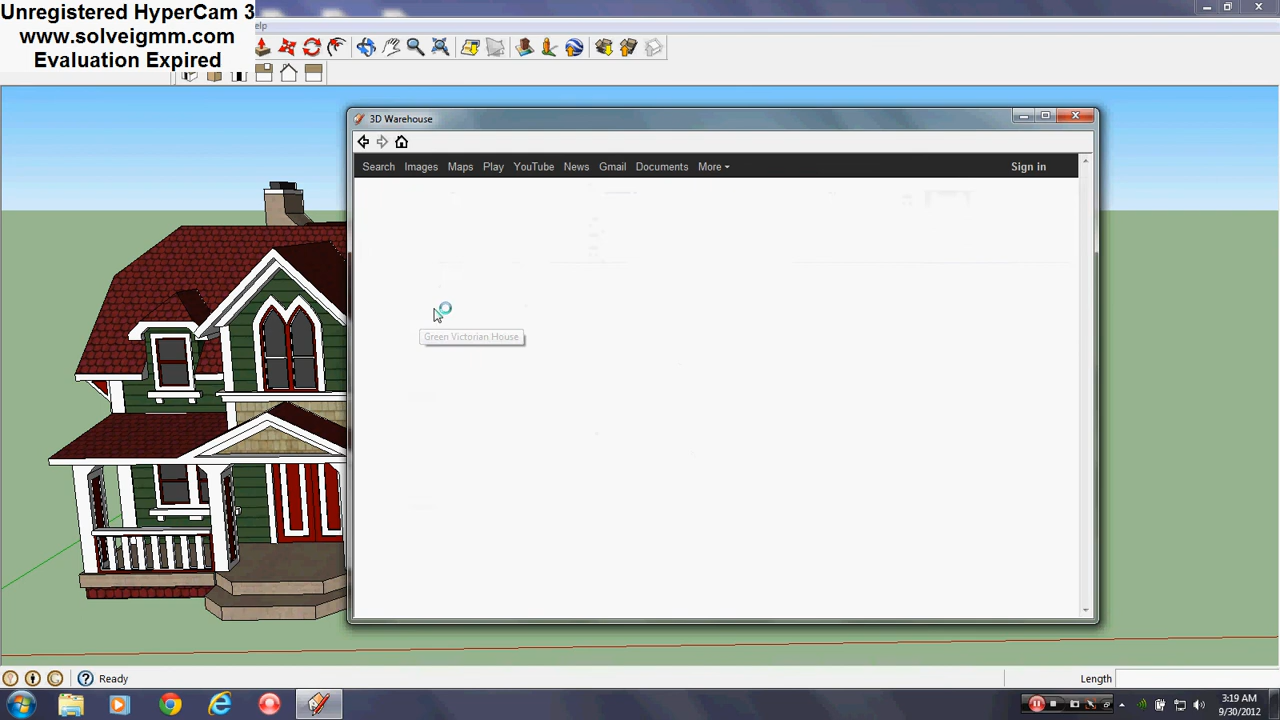 Unregistered HyperCam 3
www.solveigmm.com
Evaluation Expired
elp
3D Warehouse
Search Images Maps Play YouTube News Gmail Documents More Sign in
Green Victorian House
Ready
Length
3:19 AM
9/30/2012